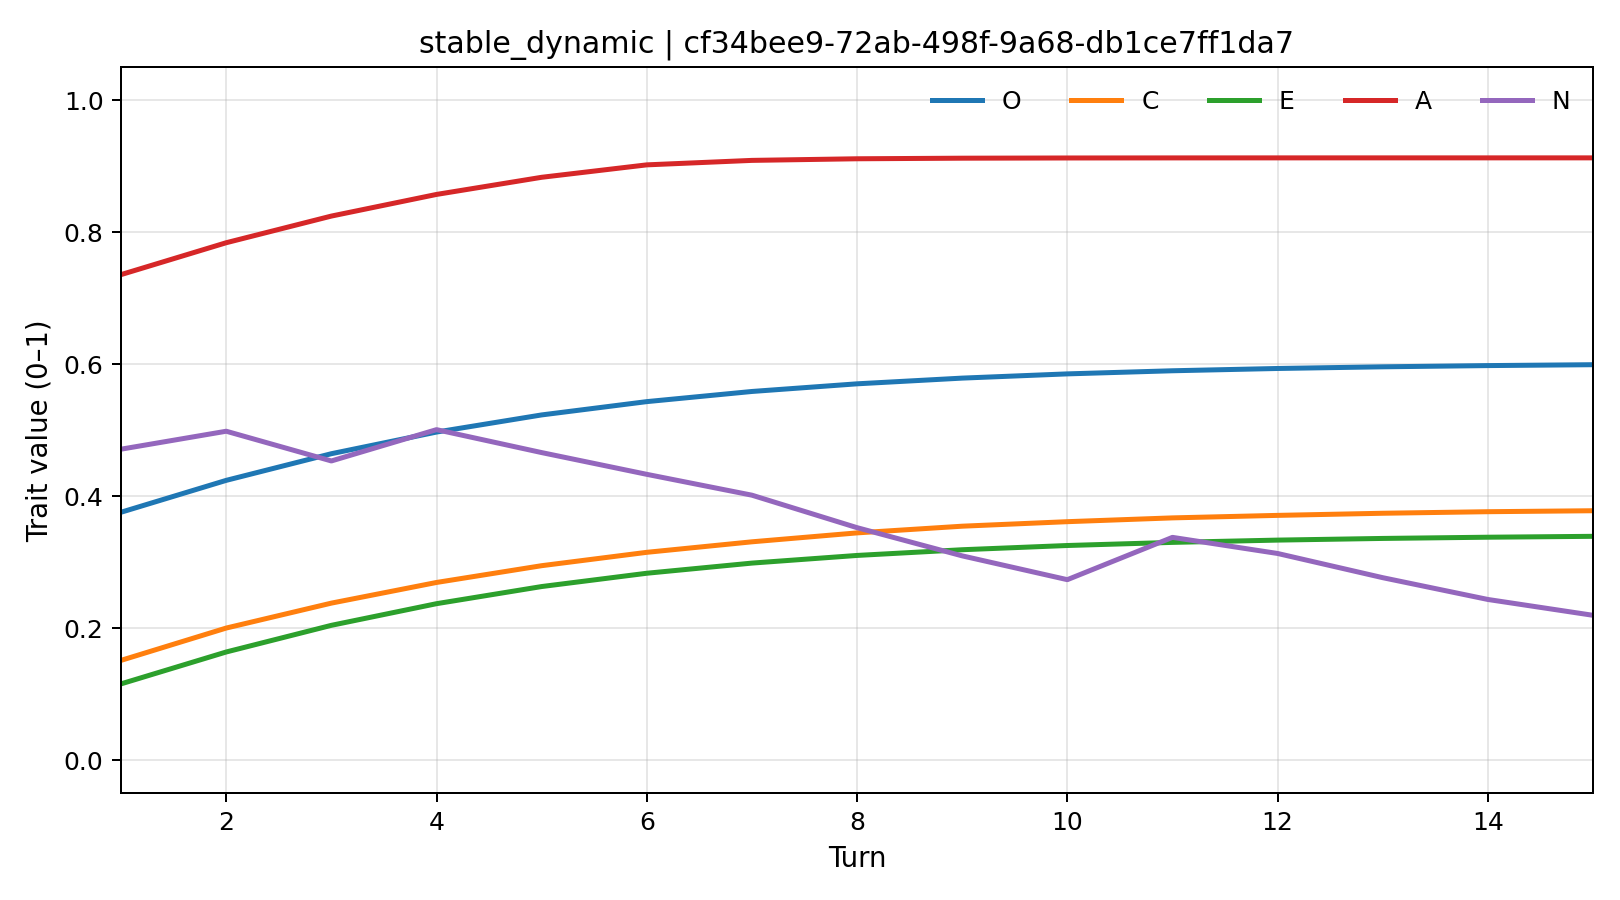 stable_dynamic | cf34bee9-72ab-498f-9a68-db1ce7ff1da7
O C E A N
1.0
0.8
0.6
0.4
0.2
0.0
Trait value (0–1)
2 4 6 8 10 12 14
Turn